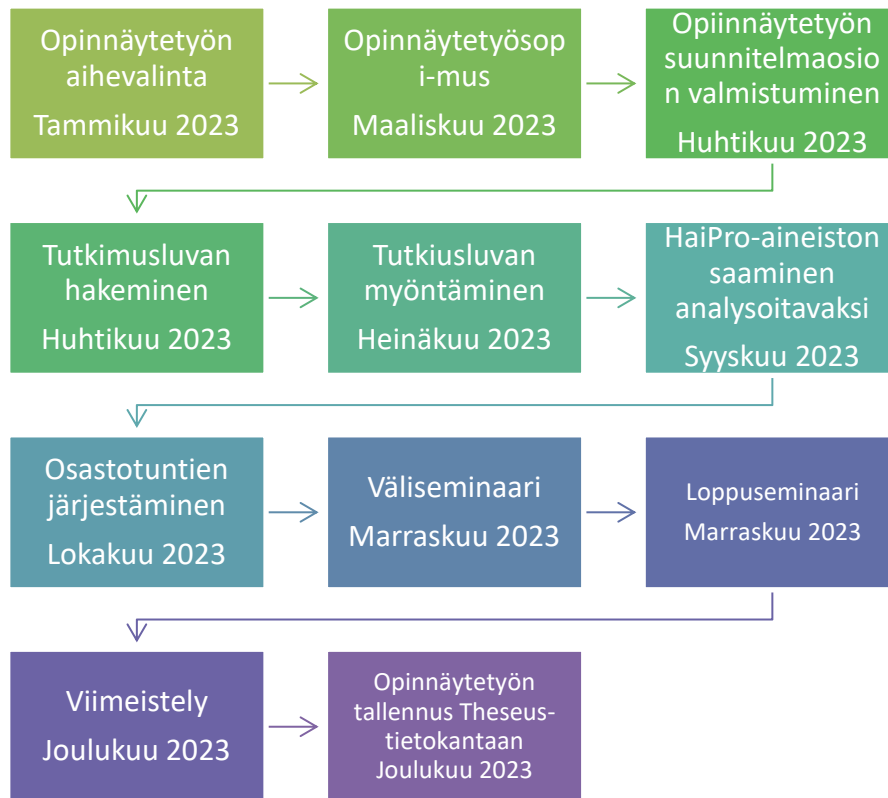 Opinnäytetyön
aihevalinta
Tammikuu 2023
Opinnäytetyösop
i-mus
Maaliskuu 2023
Opiinnäytetyön
suunnitelmaosio
n valmistuminen
Huhtikuu 2023
Tutkimusluvan
hakeminen
Huhtikuu 2023
Tutkiusluvan
myöntäminen
Heinäkuu 2023
HaiPro-aineiston
saaminen
analysoitavaksi
Syyskuu 2023
Osastotuntien
järjestäminen
Lokakuu 2023
Väliseminaari
Marraskuu 2023
Loppuseminaari
Marraskuu 2023
Viimeistely
Joulukuu 2023
Opinnäytetyön
tallennus Theseus-
tietokantaan
Joulukuu 2023